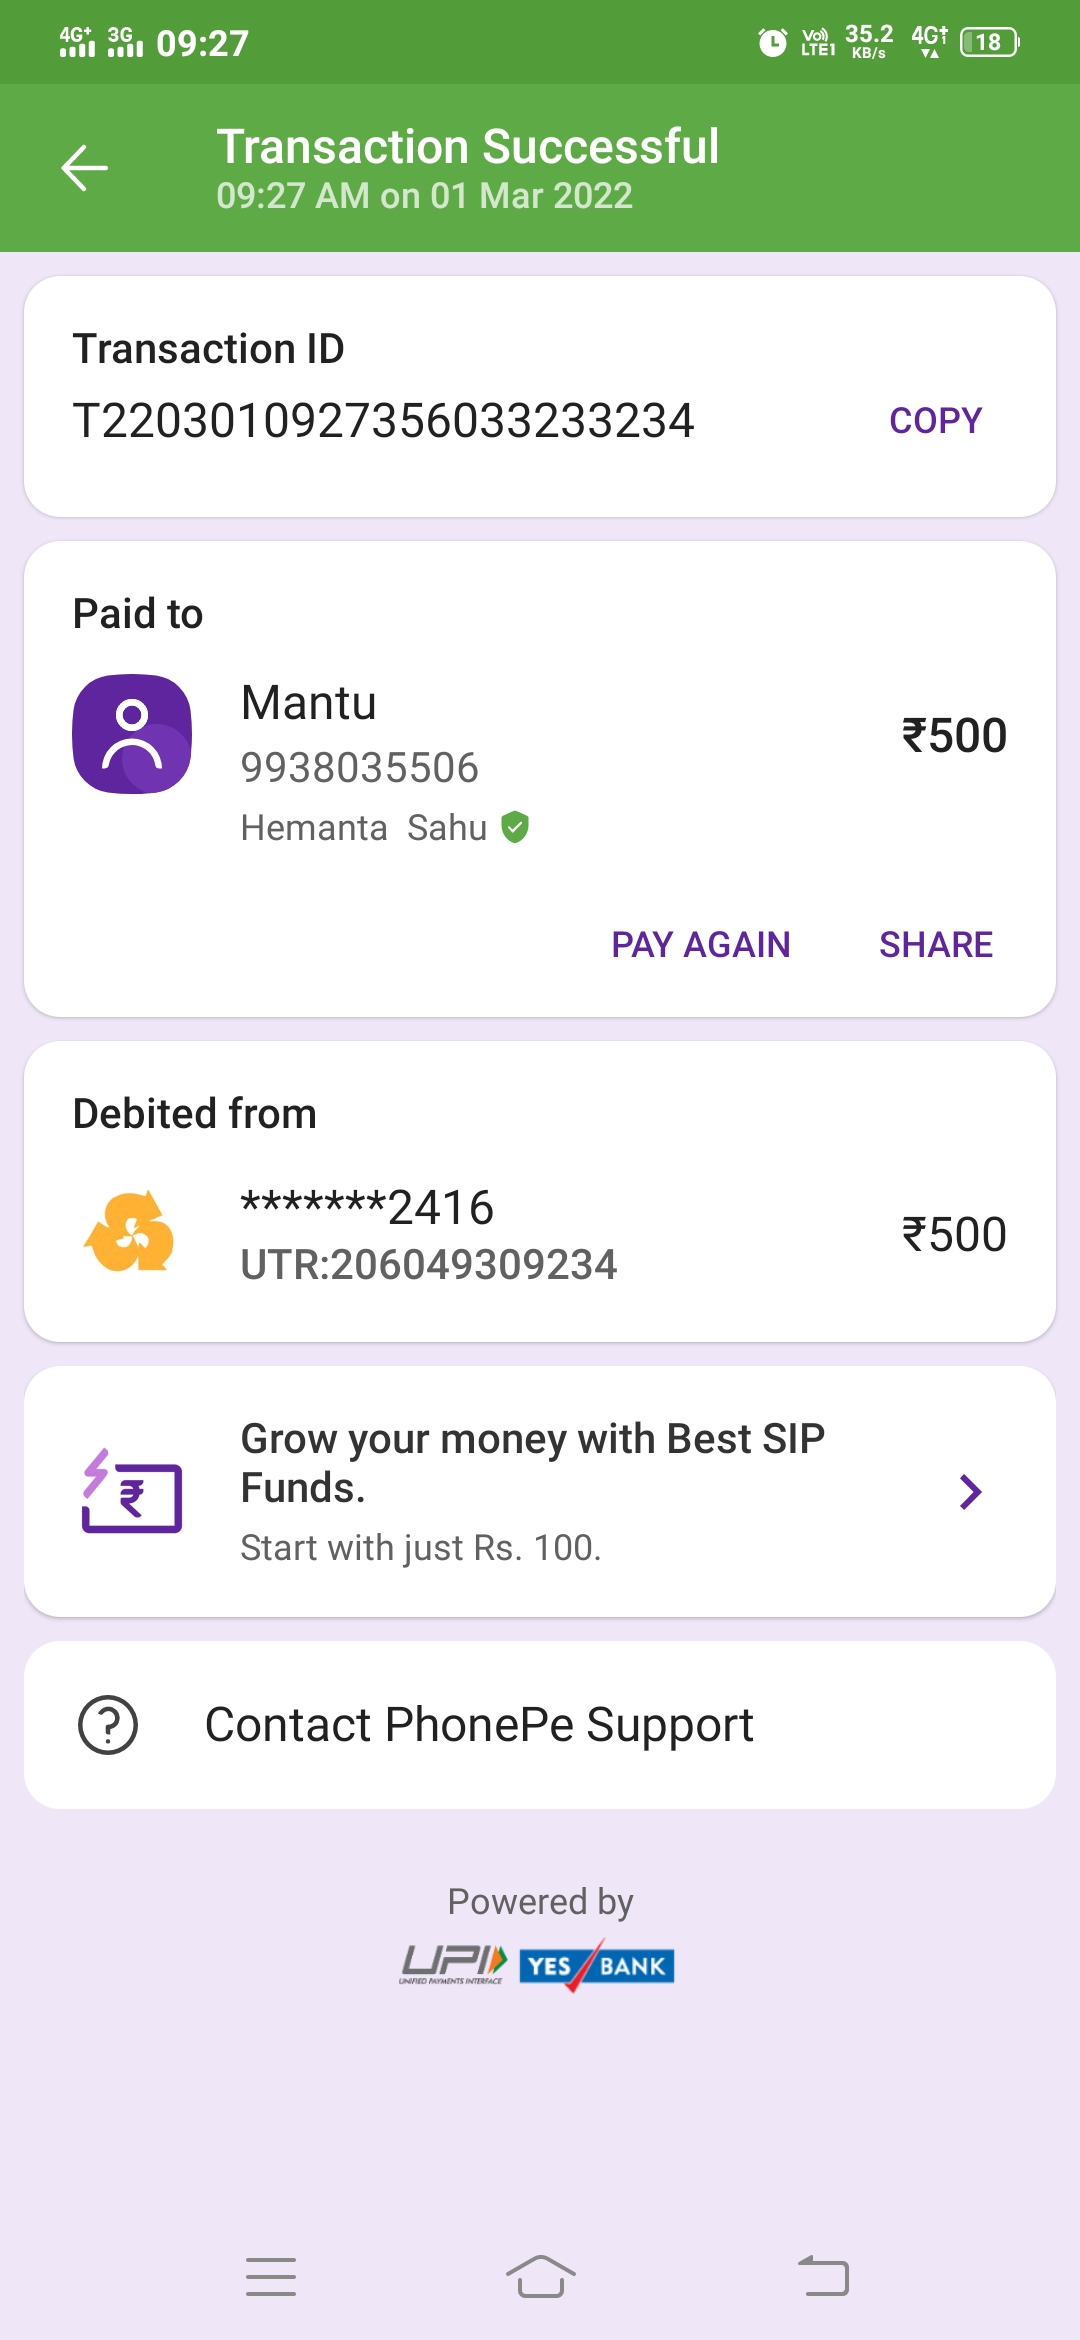 4G+ 3G 09:27 Vo) LTE1 35.2 KB/s 4G+ 18
Transaction Successful
09:27 AM on 01 Mar 2022
Transaction ID
T2203010927356033233234 COPY
Paid to
Mantu
9938035506
₹500
Hemanta Sahu
PAY AGAIN SHARE
Debited from
*******2416
₹500
UTR:206049309234
Grow your money with Best SIP
Funds.
Start with just Rs. 100.
Contact PhonePe Support
Powered by
UPI YES BANK
UNIFIED PAYMENTS INTERFACE